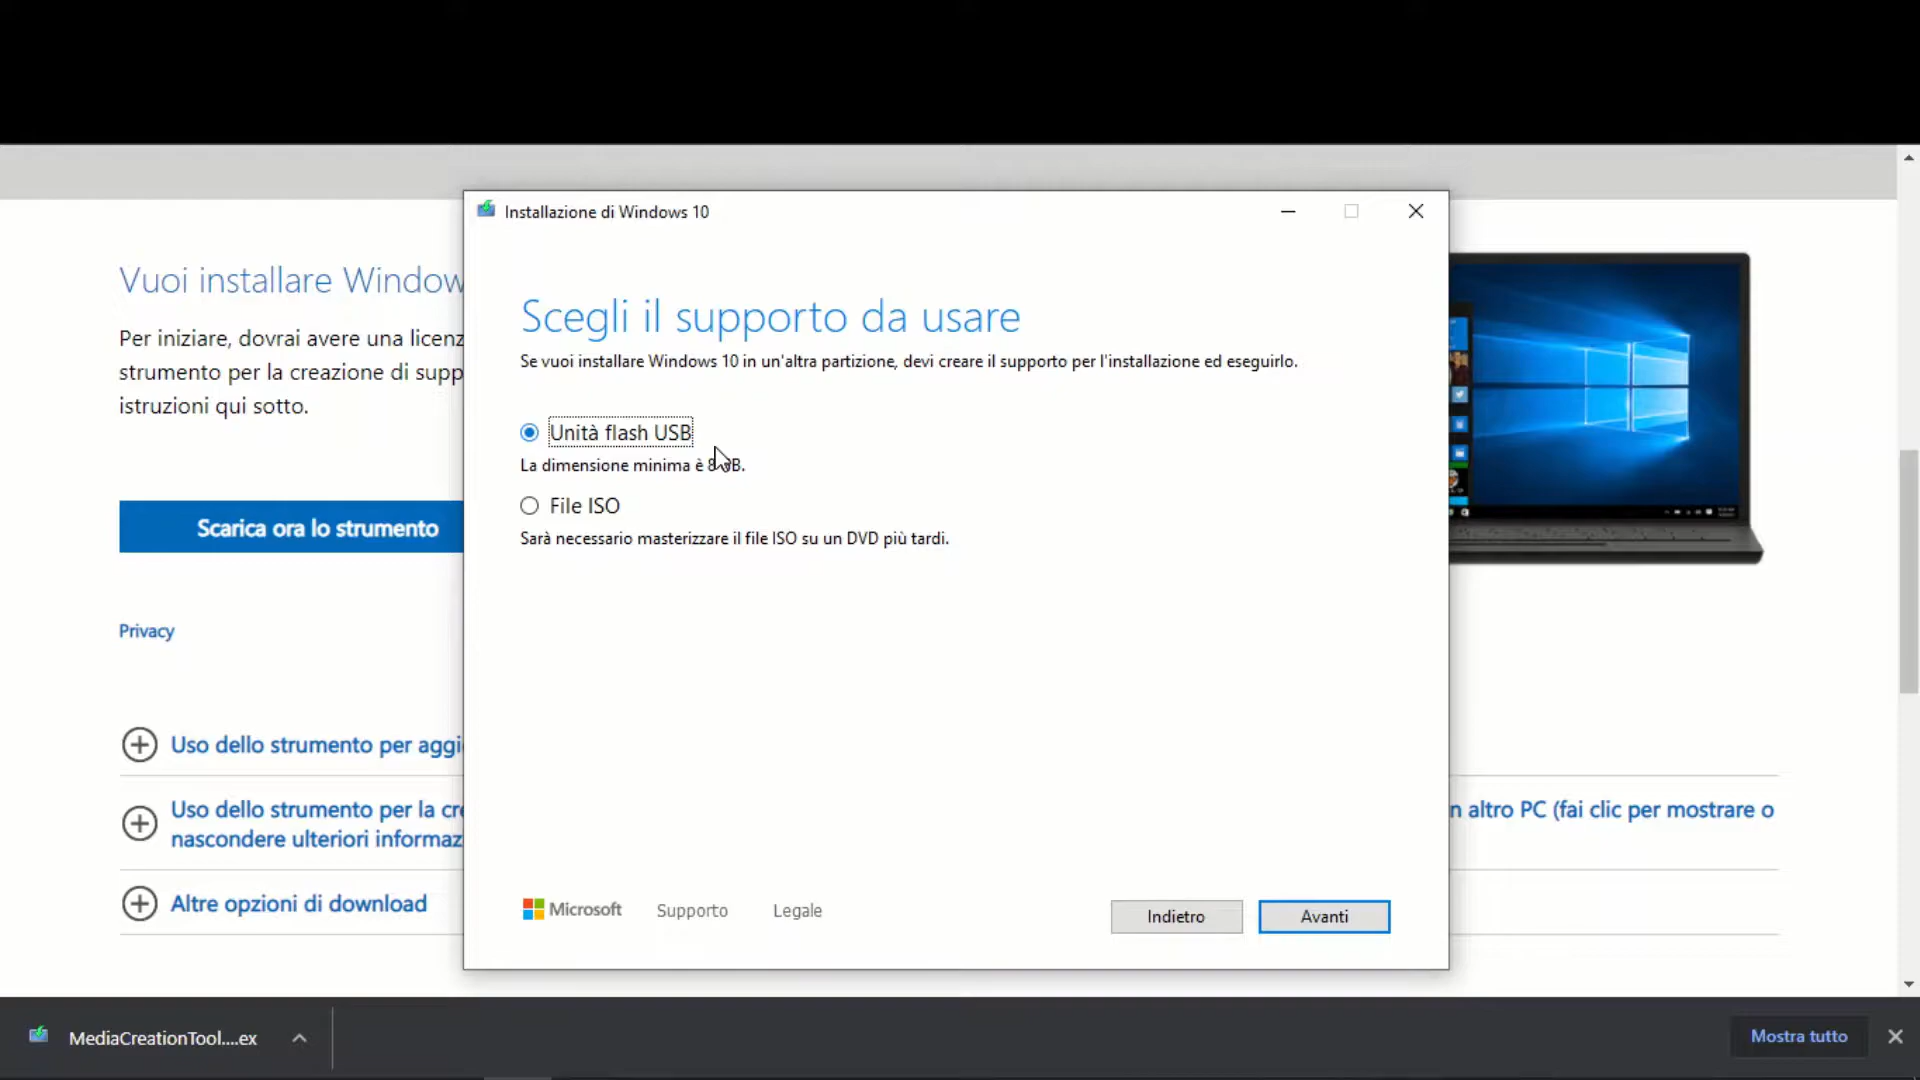 Installazione di Windows 10
Vuoi installare Window
Per iniziare, dovrai avere una licenz
strumento per la creazione di supp
istruzioni qui sotto.
Scarica ora lo strumento
Privacy
Scegli il supporto da usare
Se vuoi installare Windows 10 in un'altra partizione, devi creare il supporto per l'installazione ed eseguirlo.
Unità flash USB
La dimensione minima è 8 B.
File ISO
Sarà necessario masterizzare il file ISO su un DVD più tardi.
Uso dello strumento per aggi
Uso dello strumento per la cre
nascondere ulteriori informaz
n altro PC (fai clic per mostrare o
Altre opzioni di download
Microsoft
Supporto
Legale
Indietro
Avanti
MediaCreationTool....ex
Mostra tutto